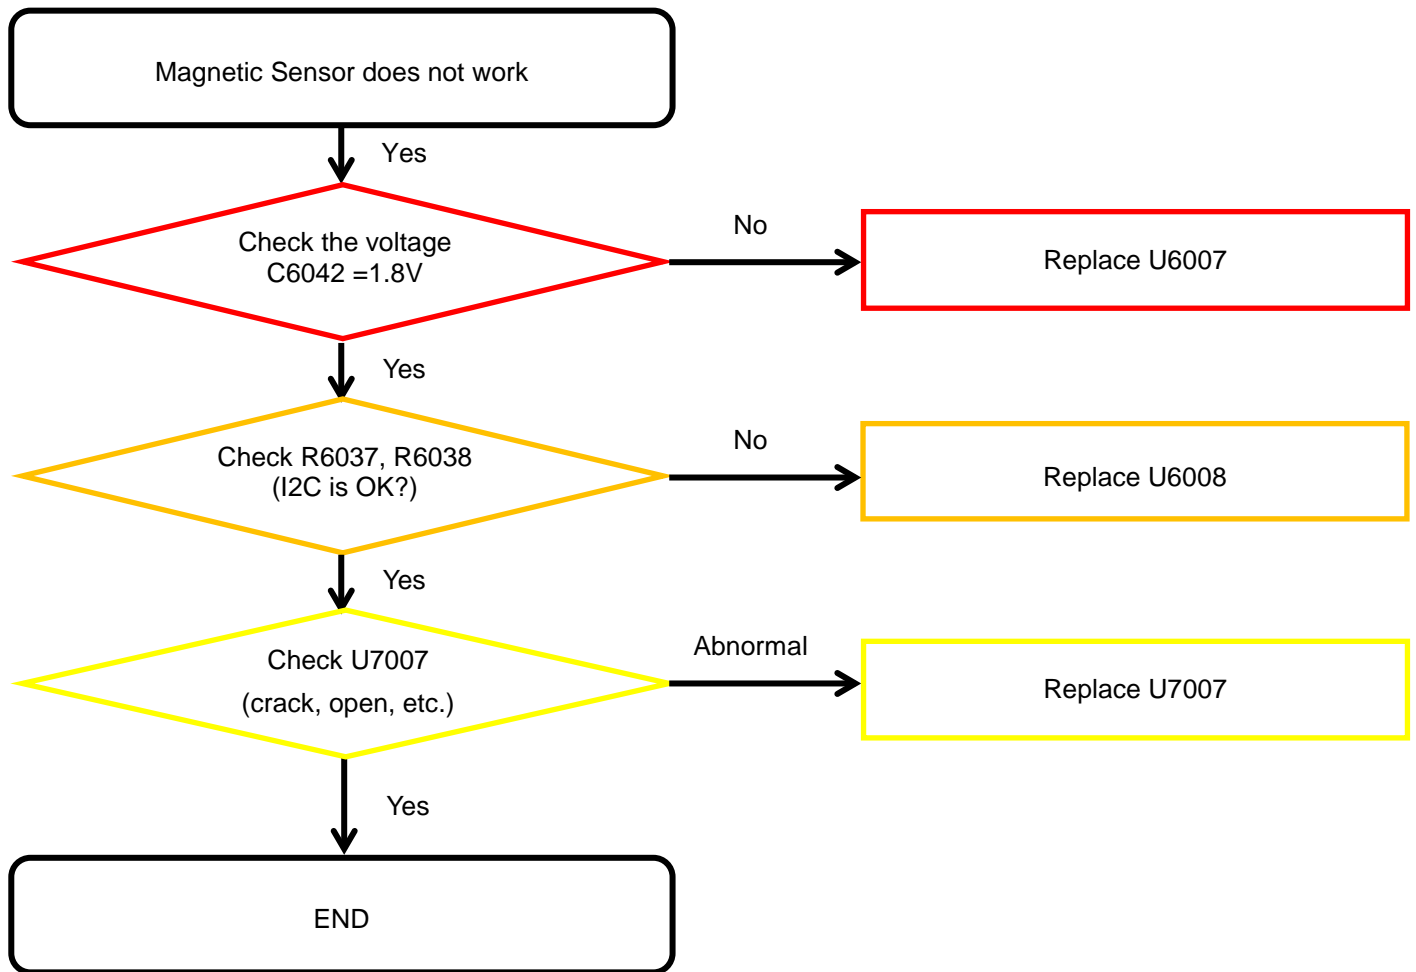 Magnetic Sensor does not work
Yes
Check the voltage
C6042 =1.8V
No
Replace U6007
Yes
Check R6037, R6038
(I2C is OK?)
No
Replace U6008
Yes
Check U7007
(crack, open, etc.)
Abnormal
Replace U7007
Yes
END